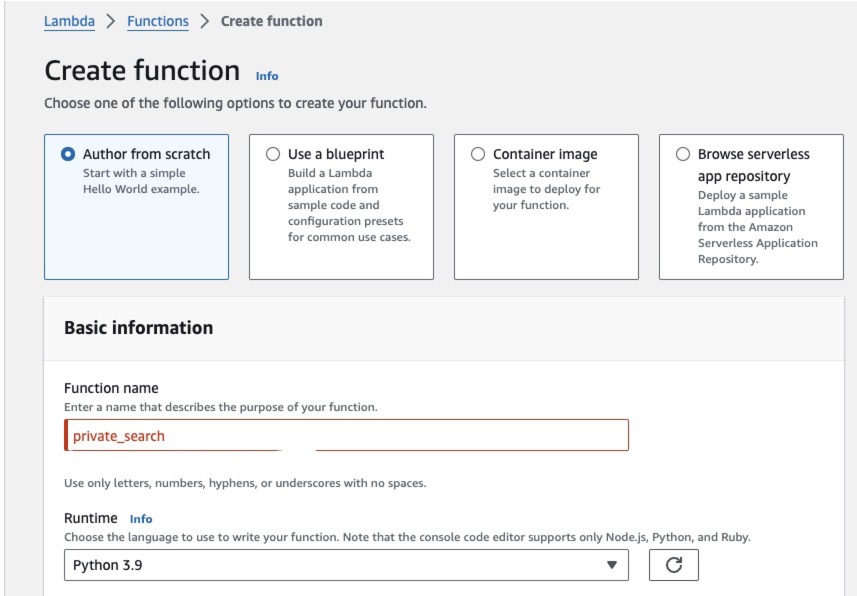 Lambda > Functions > Create function
Create function Info
Choose one of the following options to create your function.
Author from scratch
Start with a simple
Hello World example.
Use a blueprint
Build a Lambda
application from
sample code and
configuration presets
for common use cases.
Container image
Select a container
image to deploy for
your function.
Browse serverless
app repository
Deploy a sample
Lambda application
from the Amazon
Serverless Application
Repository.
Basic information
Function name
Enter a name that describes the purpose of your function.
private_search
Use only letters, numbers, hyphens, or underscores with no spaces.
Runtime Info
Choose the language to use to write your function. Note that the console code editor supports only Node.js, Python, and Ruby.
Python 3.9